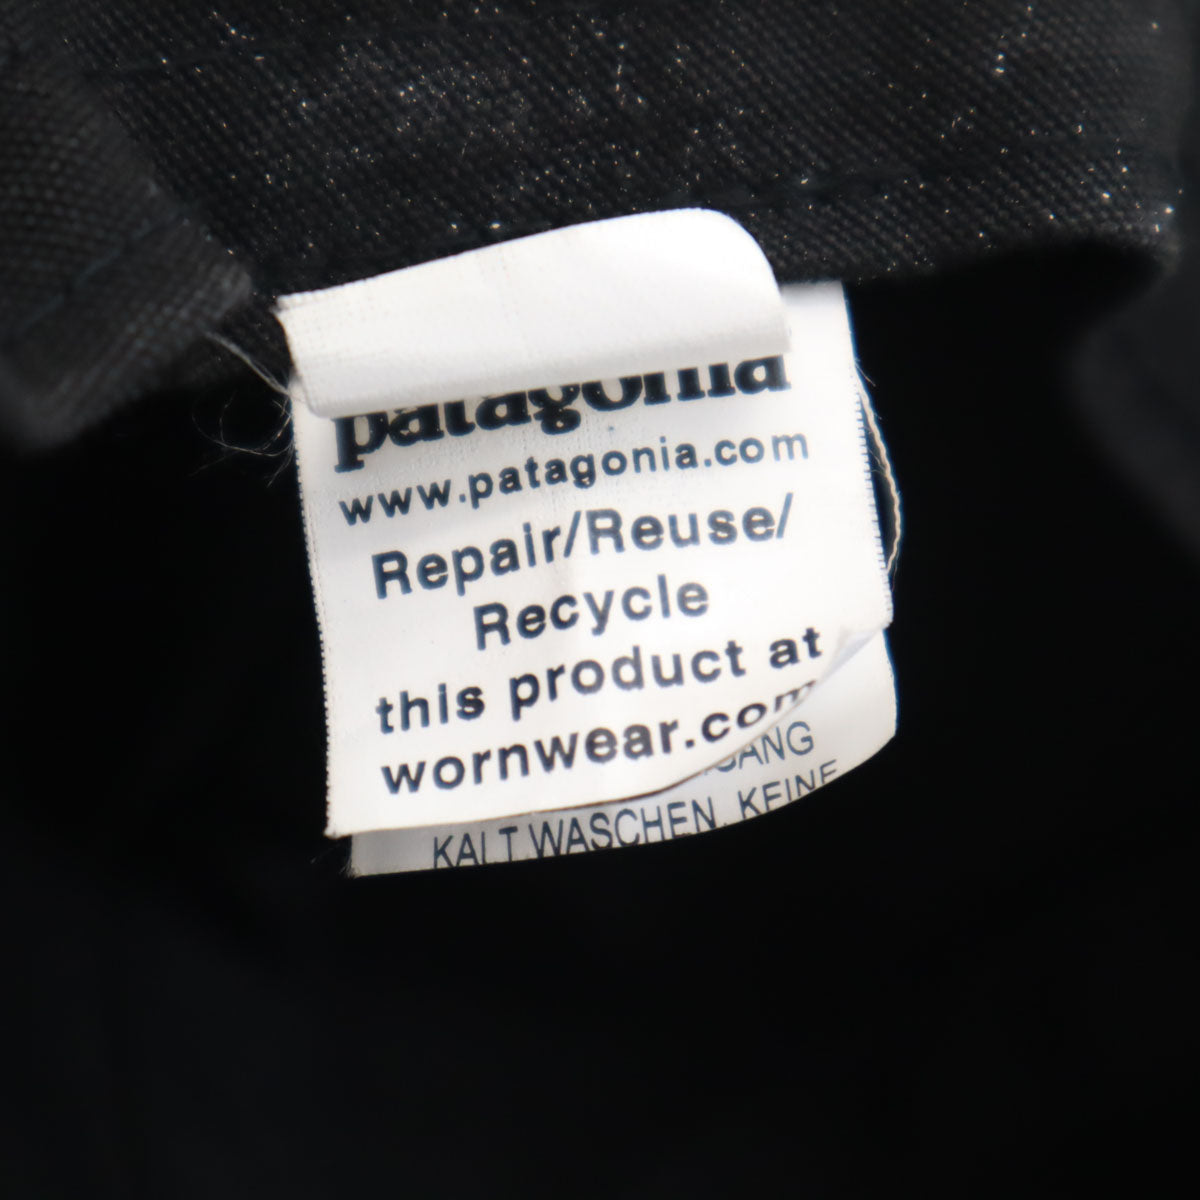 patagonia
www.patagonia.com
Repair/Reuse/
Recycle
this product at
wornwear.com
KALT WASCHEN. KEINE